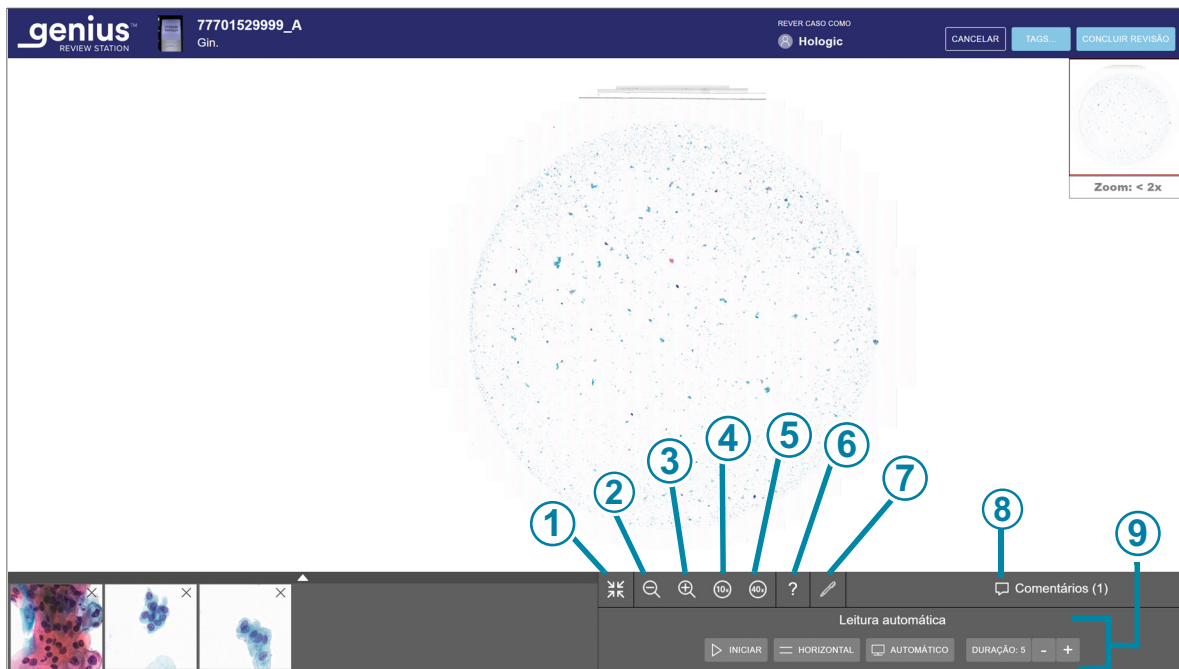 genius™
REVIEW STATION
77701529999_A
Gin.
REVER CASO COMO
Hologic
CANCELAR
TAGS...
CONCLUIR REVISÃO
Zoom: < 2x
1
2
3
4
5
6
7
8
9
10x
40x
?
Comentários (1)
Leitura automática
INICIAR
HORIZONTAL
AUTOMÁTICO
DURAÇÃO: 5
-
+